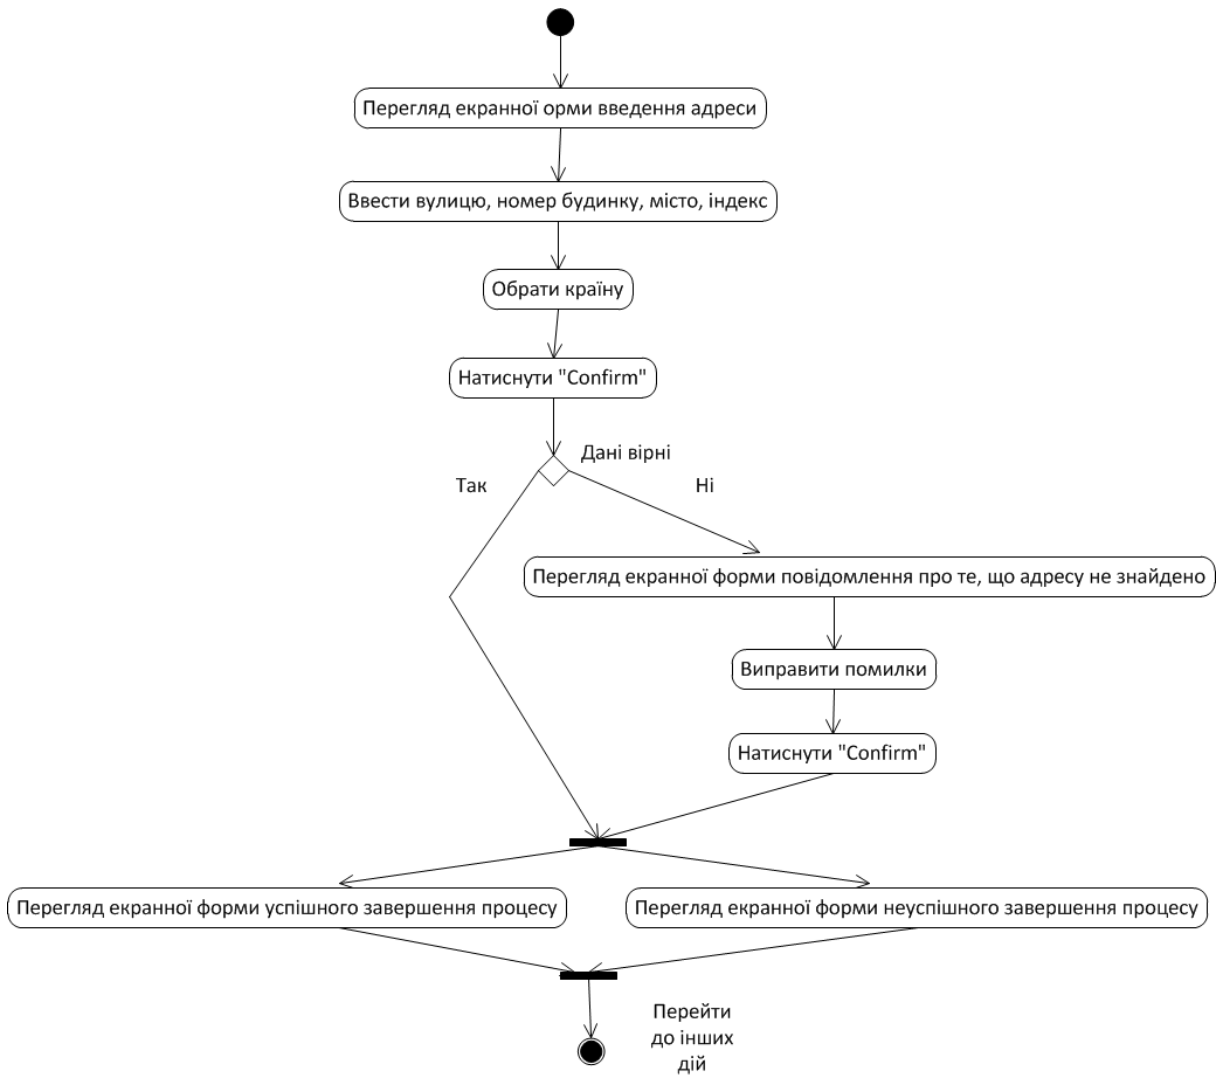 Перегляд екранної орми введення адреси
Ввести вулицю, номер будинку, місто, індекс
Обрати країну
Натиснути "Confirm"
Дані вірні
Так
Ні
Перегляд екранної форми повідомлення про те, що адресу не знайдено
Виправити помилки
Натиснути "Confirm"
Перегляд екранної форми успішного завершення процесу
Перегляд екранної форми неуспішного завершення процесу
Перейти
до інших
дій